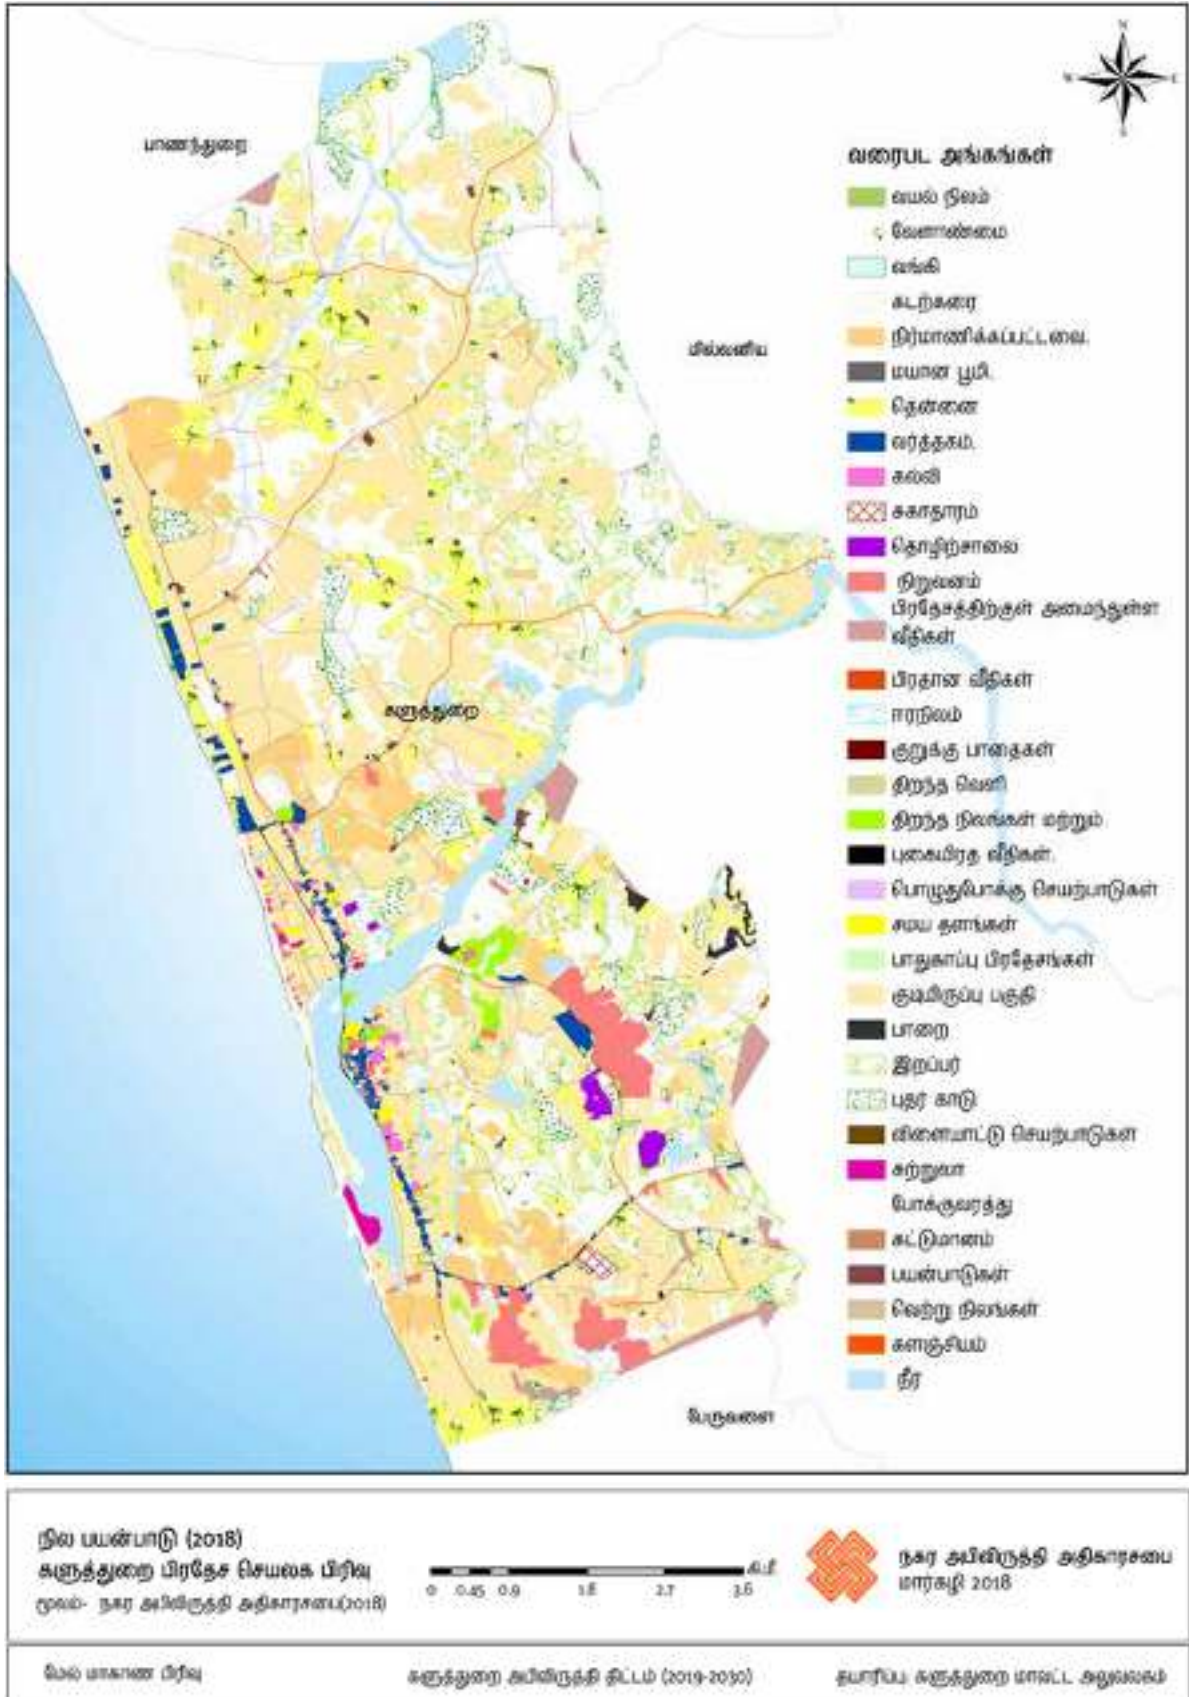 N
W
E
S
பாணந்துறை
மில்லனிய
களுத்துறை
பேருவளை
வரைபட அங்கங்கள்
வயல் நிலம்
வேளாண்மை
வங்கி
கடற்கரை
நிர்மாணிக்கப்பட்டவை.
மயான பூமி.
தென்னை
வர்த்தகம்.
கல்வி
சுகாதாரம்
தொழிற்சாலை
நிறுவனம்
பிரதேசத்திற்குள் அமைந்துள்ள
வீதிகள்
பிரதான வீதிகள்
ஈரநிலம்
குறுக்கு பாதைகள்
திறந்த வெளி
திறந்த நிலங்கள் மற்றும்
புகையிரத வீதிகள்.
பொழுதுபோக்கு செயற்பாடுகள்
சமய தளங்கள்
பாதுகாப்பு பிரதேசங்கள்
குடியிருப்பு பகுதி
பாறை
இறப்பர்
புதர் காடு
விளையாட்டு செயற்பாடுகள்
சுற்றுலா
போக்குவரத்து
கட்டுமானம்
பயன்பாடுகள்
வெற்று நிலங்கள்
களஞ்சியம்
நீர்
நில பயன்பாடு (2018)
களுத்துறை பிரதேச செயலக பிரிவு
மூலம்- நகர அபிவிருத்தி அதிகாரசபை(2018)
கி.மீ
0 0.45 0.9 1.8 2.7 3.6
நகர அபிவிருத்தி அதிகாரசபை
மார்கழி 2018
மேல் மாகாண பிரிவு
களுத்துறை அபிவிருத்தி திட்டம் (2019-2030)
தயாரிப்பு: களுத்துறை மாவட்ட அலுவலகம்